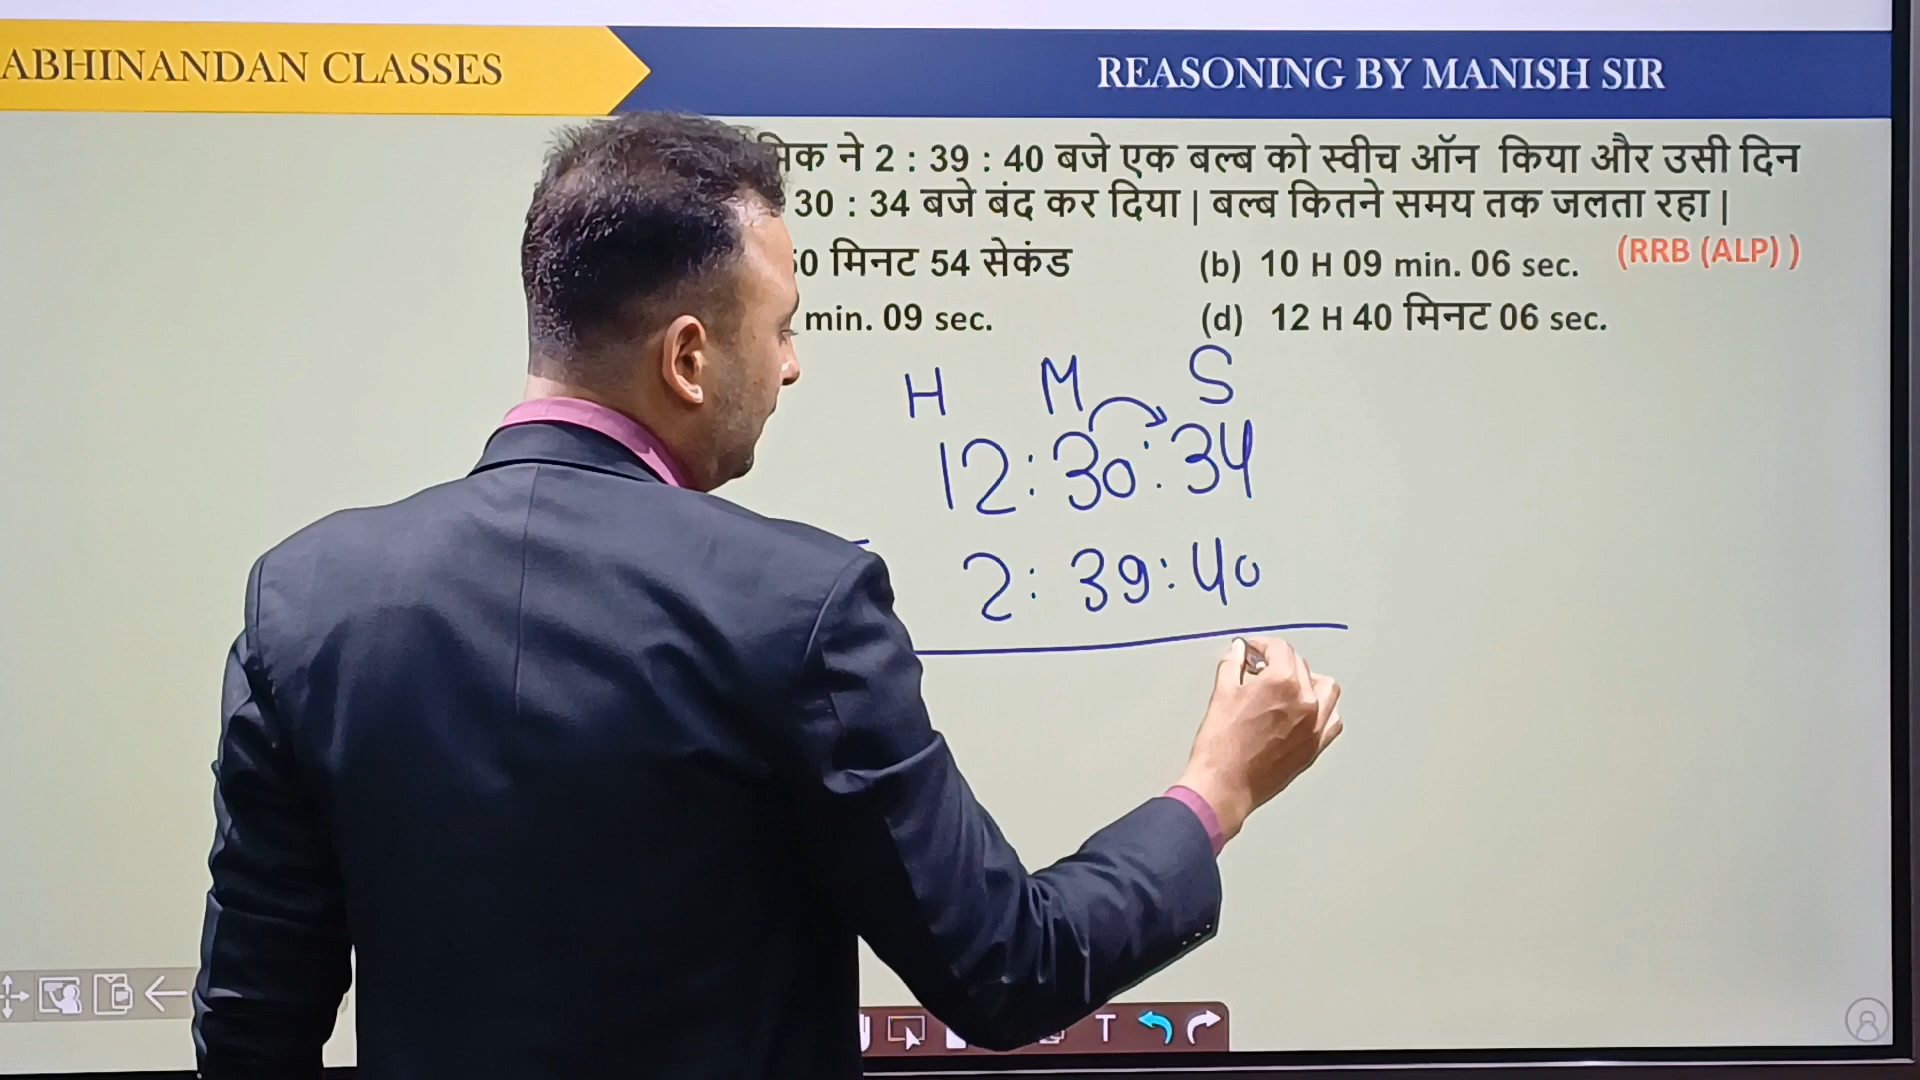 ABHINANDAN CLASSES
REASONING BY MANISH SIR
ने 2 : 39 : 40 बजे एक बल्ब को स्वीच ऑन किया और उसी दिन
30 : 34 बजे बंद कर दिया | बल्ब कितने समय तक जलता रहा |
मिनट 54 सेकंड
(b) 10 H 09 min. 06 sec.
(RRB (ALP) )
min. 09 sec.
(d) 12 H 40 मिनट 06 sec.
H M S
12 : 30 : 34
2 : 39 : 40
T